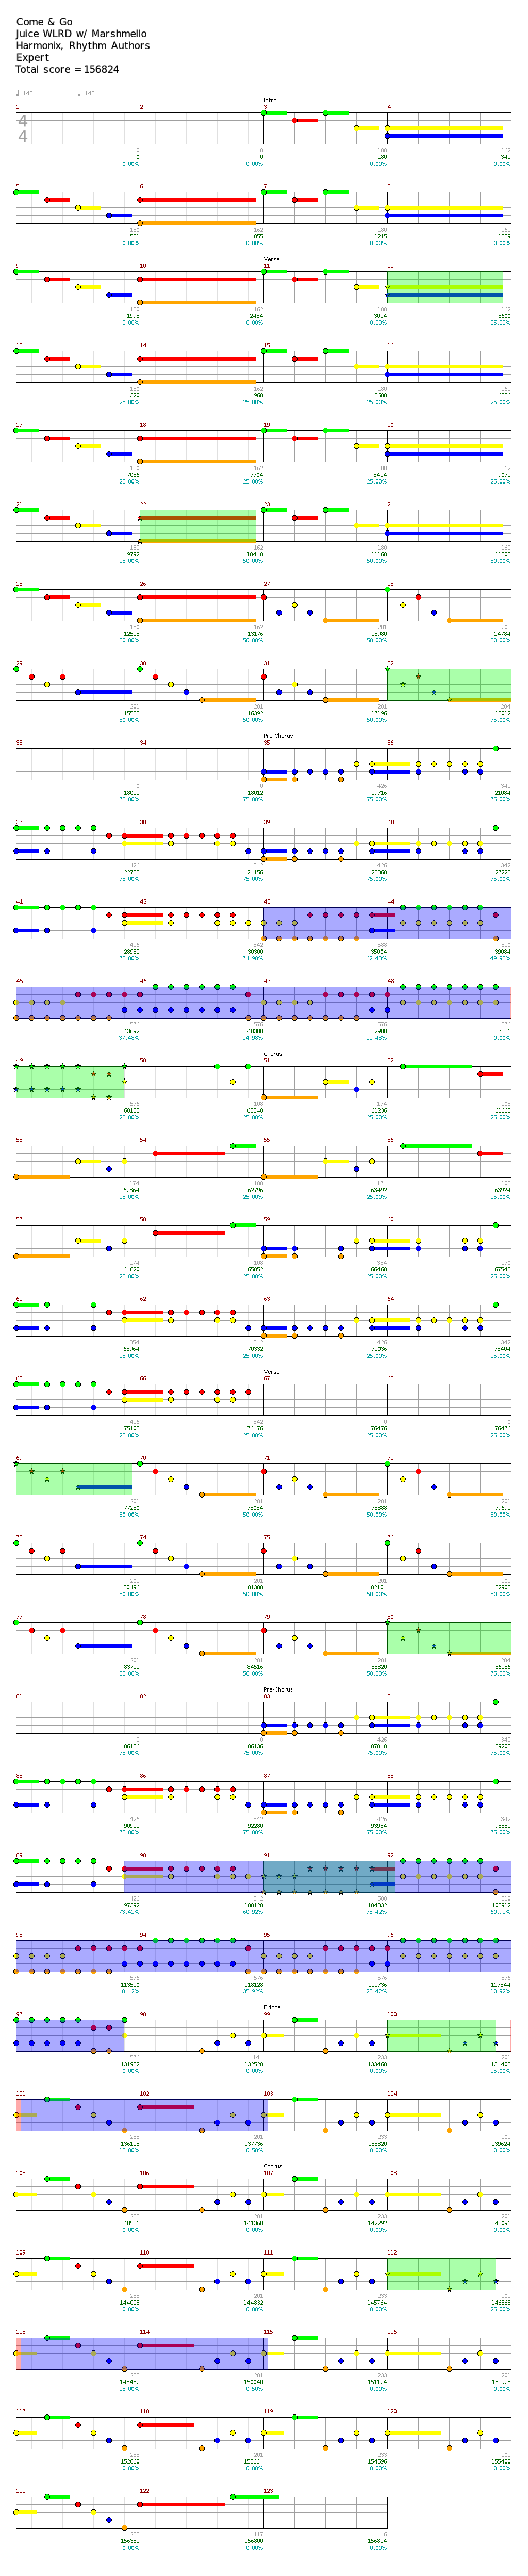 Come & Go
Juice WLRD w/ Marshmello
Harmonix, Rhythm Authors
Expert
Total score = 156824
♩=145 ♩=145
Intro
1 2 3 4
4
4
0 0 180 162
0 0 180 342
0.00% 0.00% 0.00% 0.00%
5 6 7 8
180 162 180 162
531 855 1215 1539
0.00% 0.00% 0.00% 0.00%
Verse
9 10 11 12
180 162 180 162
1998 2484 3024 3600
0.00% 0.00% 0.00% 25.00%
13 14 15 16
180 162 180 162
4320 4968 5688 6336
25.00% 25.00% 25.00% 25.00%
17 18 19 20
180 162 180 162
7056 7704 8424 9072
25.00% 25.00% 25.00% 25.00%
21 22 23 24
180 162 180 162
9792 10440 11160 11808
25.00% 50.00% 50.00% 50.00%
25 26 27 28
180 162 201 201
12528 13176 13980 14784
50.00% 50.00% 50.00% 50.00%
29 30 31 32
201 201 201 204
15588 16392 17196 18012
50.00% 50.00% 50.00% 75.00%
Pre-Chorus
33 34 35 36
0 0 426 342
18012 18012 19716 21084
75.00% 75.00% 75.00% 75.00%
37 38 39 40
426 342 426 342
22788 24156 25860 27228
75.00% 75.00% 75.00% 75.00%
41 42 43 44
426 342 588 510
28932 30300 35004 39084
75.00% 74.98% 62.48% 49.98%
45 46 47 48
576 576 576 576
43692 48300 52908 57516
37.48% 24.98% 12.48% 0.00%
Chorus
49 50 51 52
576 108 174 108
60108 60540 61236 61668
25.00% 25.00% 25.00% 25.00%
53 54 55 56
174 108 174 108
62364 62796 63492 63924
25.00% 25.00% 25.00% 25.00%
57 58 59 60
174 108 354 270
64620 65052 66468 67548
25.00% 25.00% 25.00% 25.00%
61 62 63 64
354 342 426 342
68964 70332 72036 73404
25.00% 25.00% 25.00% 25.00%
Verse
65 66 67 68
426 342 0 0
75108 76476 76476 76476
25.00% 25.00% 25.00% 25.00%
69 70 71 72
201 201 201 201
77280 78084 78888 79692
50.00% 50.00% 50.00% 50.00%
73 74 75 76
201 201 201 201
80496 81300 82104 82908
50.00% 50.00% 50.00% 50.00%
77 78 79 80
201 201 201 204
83712 84516 85320 86136
50.00% 50.00% 50.00% 75.00%
Pre-Chorus
81 82 83 84
0 0 426 342
86136 86136 87840 89208
75.00% 75.00% 75.00% 75.00%
85 86 87 88
426 342 426 342
90912 92280 93984 95352
75.00% 75.00% 75.00% 75.00%
89 90 91 92
426 342 588 510
97392 100128 104832 108912
73.42% 60.92% 73.42% 60.92%
93 94 95 96
576 576 576 576
113520 118128 122736 127344
48.42% 35.92% 23.42% 10.92%
Bridge
97 98 99 100
576 144 233 201
131952 132528 133460 134408
0.00% 0.00% 0.00% 25.00%
101 102 103 104
233 201 233 201
136128 137736 138820 139624
13.00% 0.50% 0.00% 0.00%
Chorus
105 106 107 108
233 201 233 201
140556 141360 142292 143096
0.00% 0.00% 0.00% 0.00%
109 110 111 112
233 201 233 201
144028 144832 145764 146568
0.00% 0.00% 0.00% 25.00%
113 114 115 116
233 201 233 201
148432 150040 151124 151928
13.00% 0.50% 0.00% 0.00%
117 118 119 120
233 201 233 201
152860 153664 154596 155400
0.00% 0.00% 0.00% 0.00%
121 122 123
233 117 6
156332 156800 156824
0.00% 0.00% 0.00%